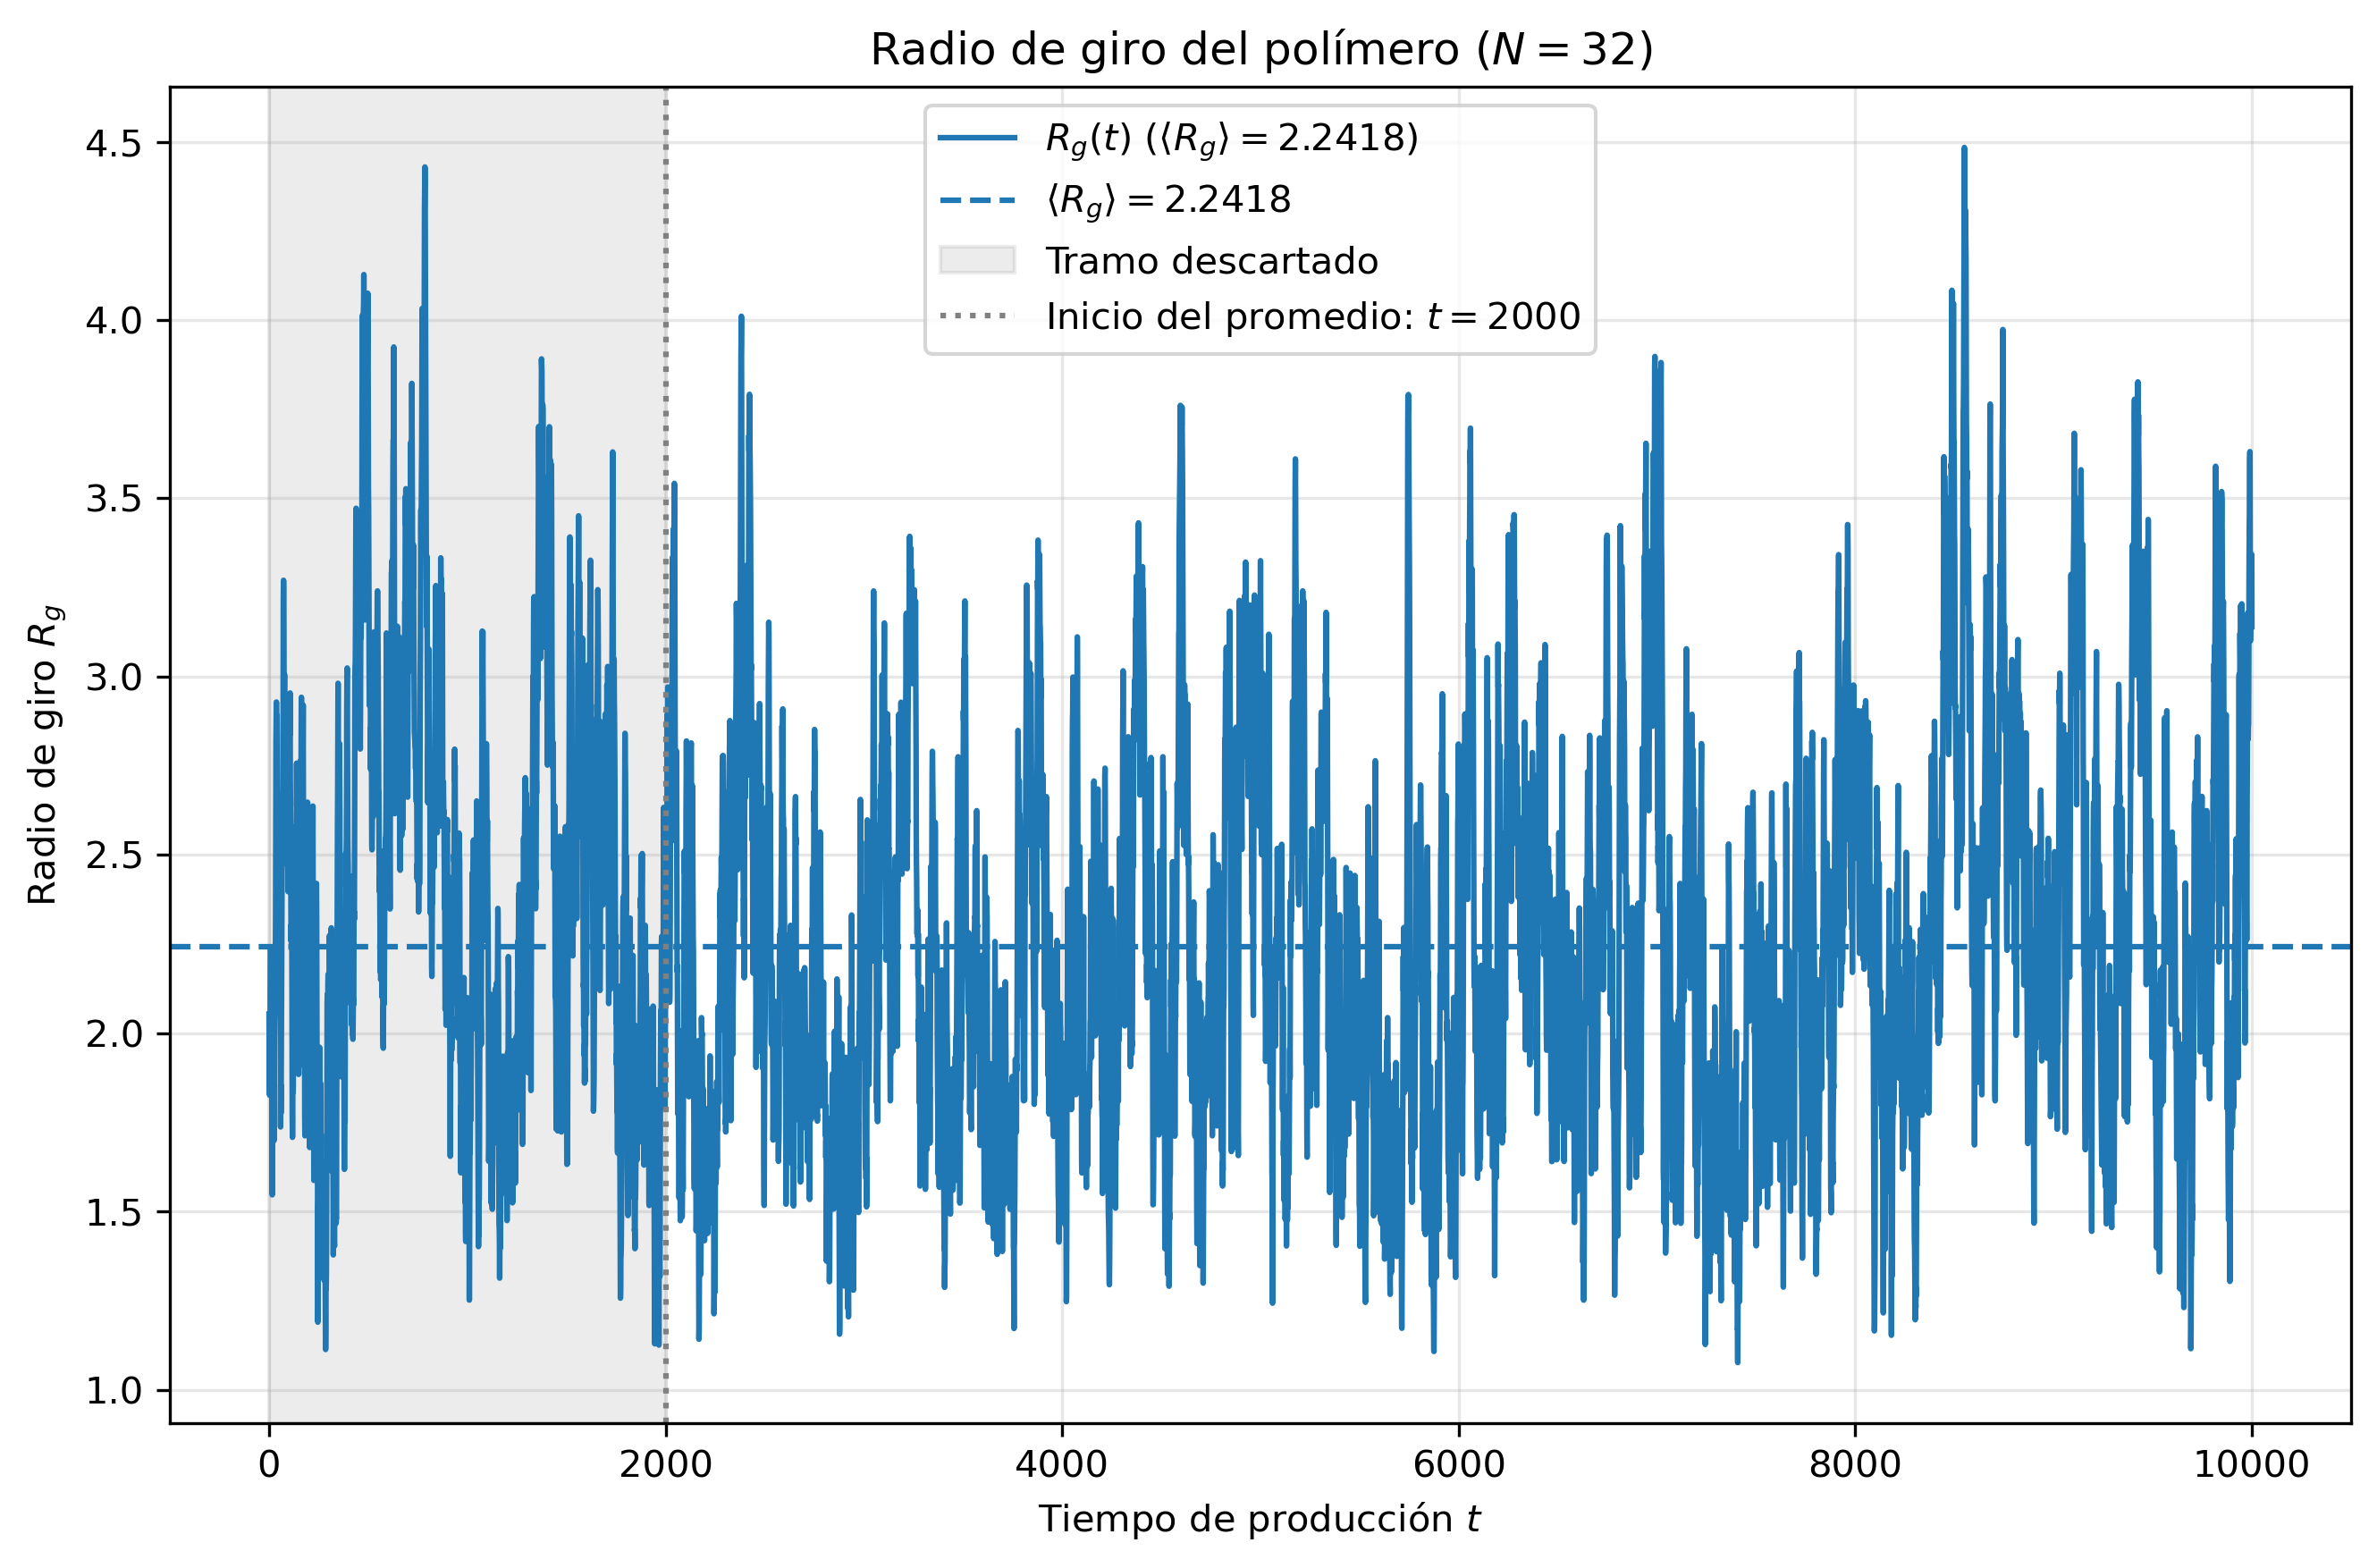 Radio de giro del polímero (N = 32)
R_g(t) (⟨R_g⟩ = 2.2418)
⟨R_g⟩ = 2.2418
Tramo descartado
Inicio del promedio: t = 2000
Radio de giro R_g
4.5
4.0
3.5
3.0
2.5
2.0
1.5
1.0
0 2000 4000 6000 8000 10000
Tiempo de producción t